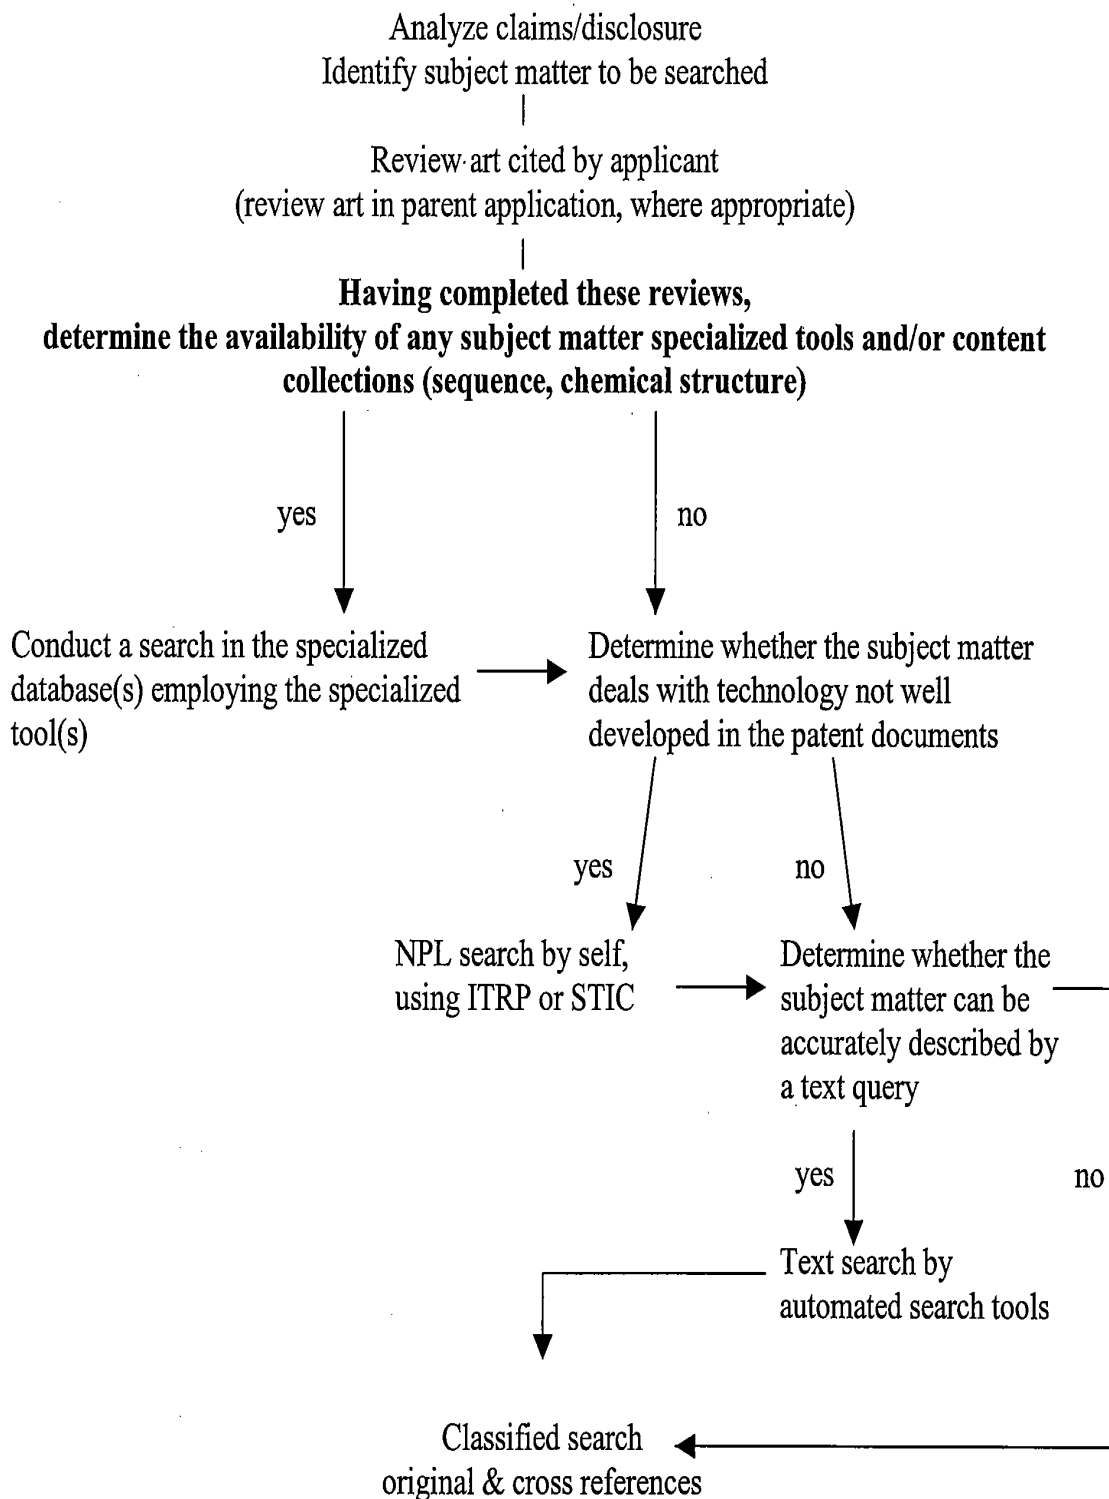 Analyze claims/disclosure
Identify subject matter to be searched
Review art cited by applicant
(review art in parent application, where appropriate)
Having completed these reviews,
determine the availability of any subject matter specialized tools and/or content
collections (sequence, chemical structure)
yes
no
Conduct a search in the specialized
database(s) employing the specialized
tool(s)
Determine whether the subject matter
deals with technology not well
developed in the patent documents
yes
no
NPL search by self,
using ITRP or STIC
Determine whether the
subject matter can be
accurately described by
a text query
yes
no
Text search by
automated search tools
Classified search
original & cross references